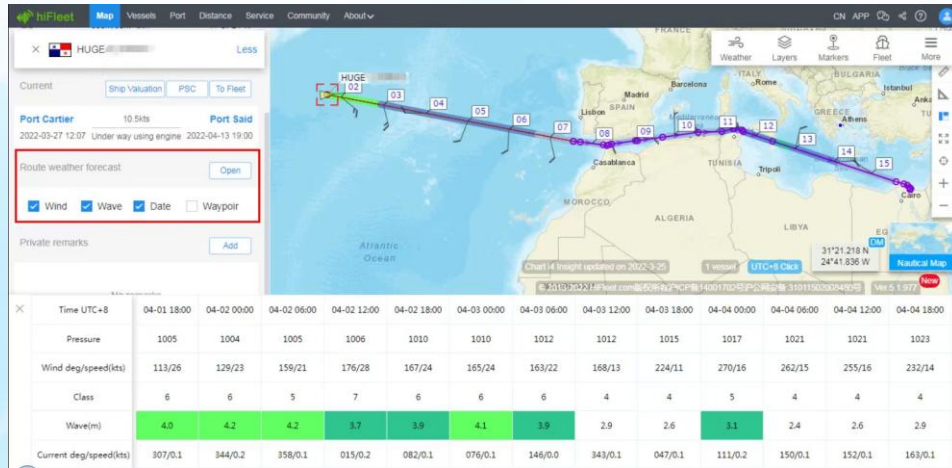 hiFleet Map Vessels Port Distance Service Community About CN APP
HUGE Less
Weather Layers Markers Fleet More
Current Ship Valuation PSC To Fleet
Port Cartier 10.5kts Port Said
2022-03-27 12:07 Under way using engine 2022-04-13 19:00
Route weather forecast Open
Wind Wave Date Waypoir
Private remarks Add
FRANCE
ITALY
BULGARIA
Rome
Istanbul
Barcelona
Madrid
SPAIN
Lisbon
GREECE
Athens
Ankara
HUGE
02
03
04
05
06
07
08
09
10
11
12
13
14
15
Casablanca
TUNISIA
Tripoli
MOROCCO
ALGERIA
LIBYA
Cairo
Atlantic
Ocean
31°21.218 N
24°41.836 W
DM
Nautical Map
Chart 4 Insight updated on 2022-3-25 1 vessel UTC+8 Click
New
Time UTC+8 04-01 18:00 04-02 00:00 04-02 06:00 04-02 12:00 04-02 18:00 04-03 00:00 04-03 06:00 04-03 12:00 04-03 18:00 04-04 00:00 04-04 06:00 04-04 12:00 04-04 18:00
Pressure 1005 1004 1005 1006 1010 1010 1012 1012 1015 1017 1021 1021 1023
Wind deg/speed(kts) 113/26 129/23 159/21 176/28 167/24 165/24 163/22 168/13 224/11 270/16 262/15 255/16 232/14
Class 6 6 5 7 6 6 6 4 4 5 4 4 4
Wave(m) 4.0 4.2 4.2 3.7 3.9 4.1 3.9 2.9 2.6 3.1 2.4 2.6 2.9
Current deg/speed(kts) 307/0.1 344/0.2 358/0.1 015/0.2 082/0.1 076/0.1 146/0.0 343/0.1 047/0.1 111/0.2 150/0.1 152/0.1 163/0.1